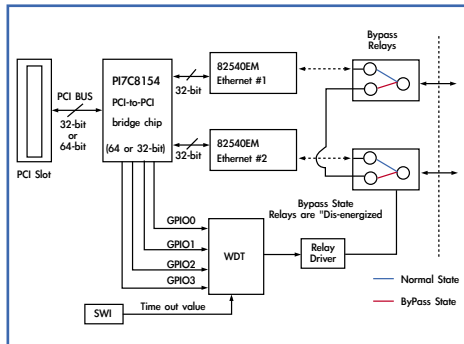 Bypass
Relays
PI7C8154
PCI-to-PCI
bridge chip
(64 or 32-bit)
82540EM
Ethernet #1
32-bit
PCI BUS
32-bit
or
64-bit
PCI Slot
82540EM
Ethernet #2
32-bit
Bypass State
Relays are "Dis-energized
GPIO0
GPIO1
GPIO2
GPIO3
WDT
Relay
Driver
Normal State
ByPass State
SWI
Time out value